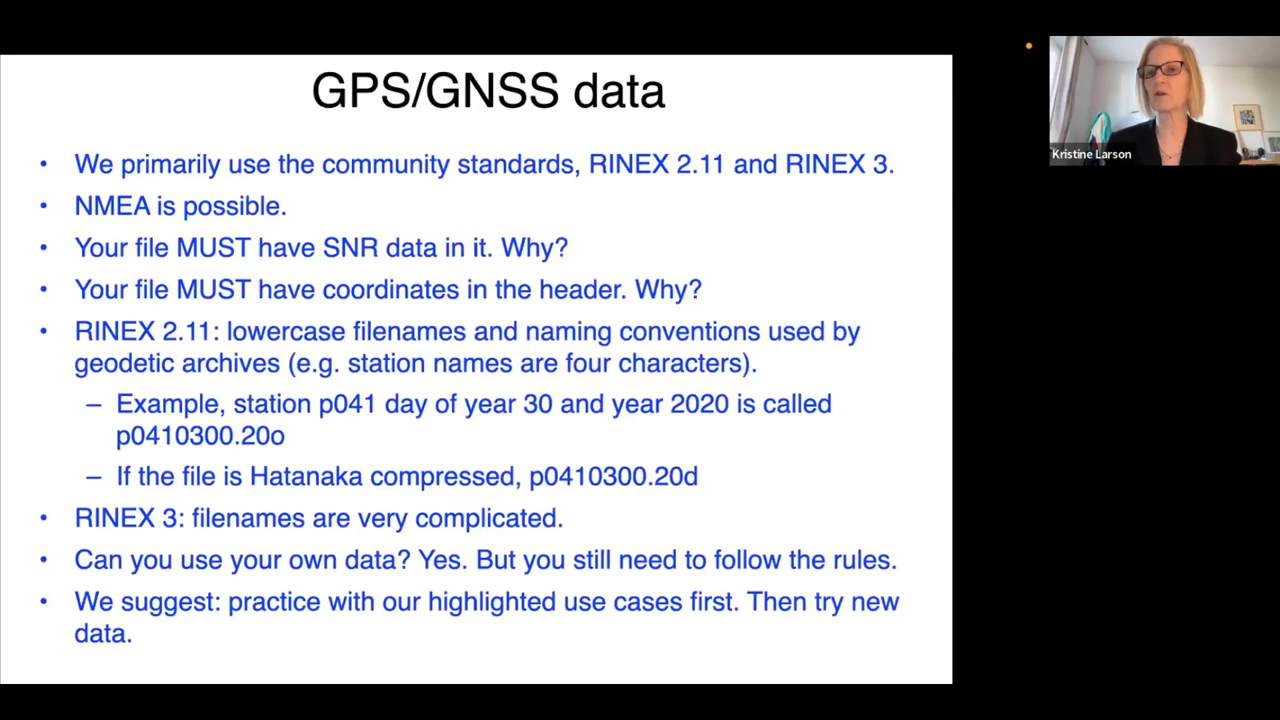 GPS/GNSS data
• We primarily use the community standards, RINEX 2.11 and RINEX 3.
• NMEA is possible.
• Your file MUST have SNR data in it. Why?
• Your file MUST have coordinates in the header. Why?
• RINEX 2.11: lowercase filenames and naming conventions used by
geodetic archives (e.g. station names are four characters).
– Example, station p041 day of year 30 and year 2020 is called
p0410300.20o
– If the file is Hatanaka compressed, p0410300.20d
• RINEX 3: filenames are very complicated.
• Can you use your own data? Yes. But you still need to follow the rules.
• We suggest: practice with our highlighted use cases first. Then try new
data.
Kristine Larson